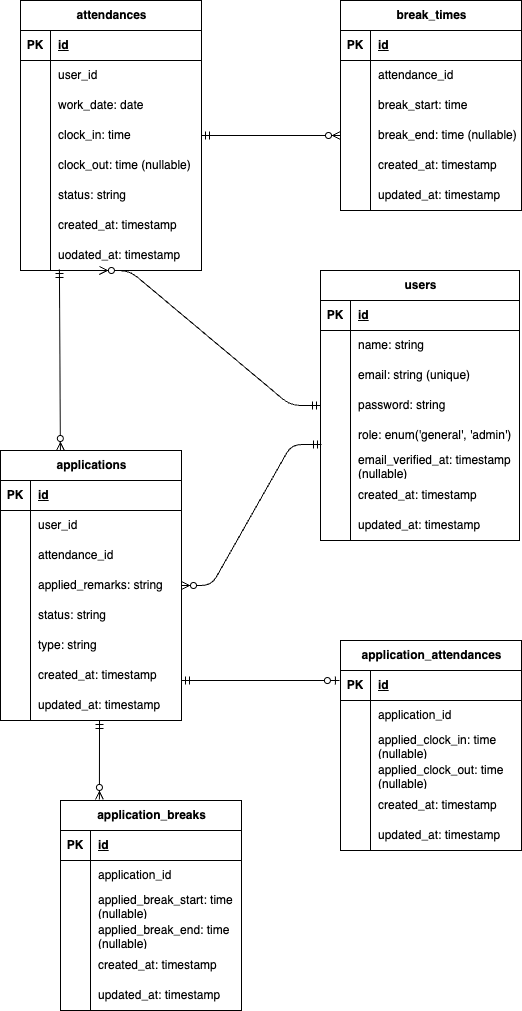 attendances
PK id
user_id
work_date: date
clock_in: time
clock_out: time (nullable)
status: string
created_at: timestamp
uodated_at: timestamp
break_times
PK id
attendance_id
break_start: time
break_end: time (nullable)
created_at: timestamp
updated_at: timestamp
users
PK id
name: string
email: string (unique)
password: string
role: enum('general', 'admin')
email_verified_at: timestamp
(nullable)
created_at: timestamp
updated_at: timestamp
applications
PK id
user_id
attendance_id
applied_remarks: string
status: string
type: string
created_at: timestamp
updated_at: timestamp
application_attendances
PK id
application_id
applied_clock_in: time
(nullable)
applied_clock_out: time
(nullable)
created_at: timestamp
updated_at: timestamp
application_breaks
PK id
application_id
applied_break_start: time
(nullable)
applied_break_end: time
(nullable)
created_at: timestamp
updated_at: timestamp